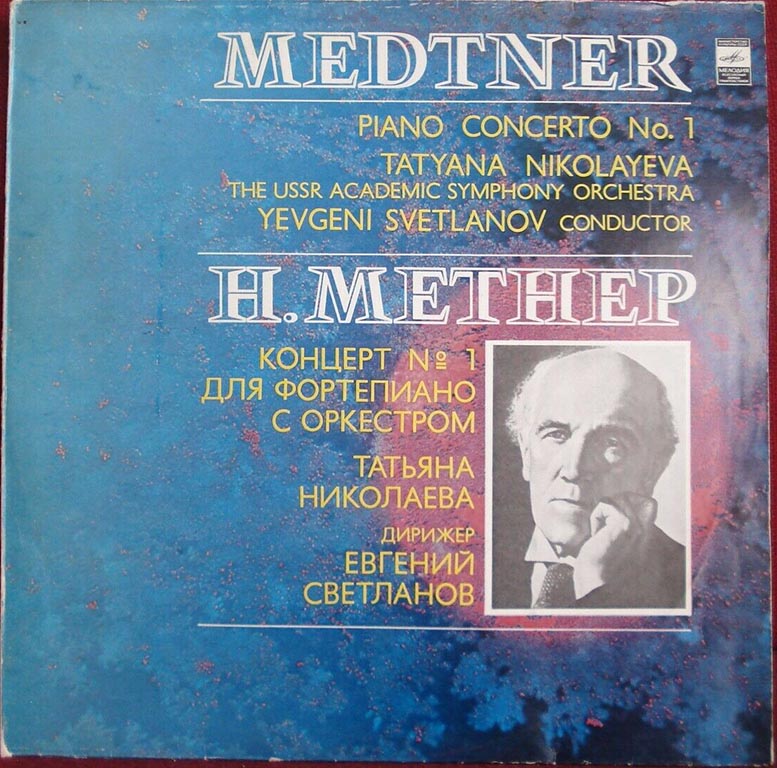 MEDTNER
PIANO CONCERTO No. 1
TATYANA NIKOLAYEVA
THE USSR ACADEMIC SYMPHONY ORCHESTRA
YEVGENI SVETLANOV CONDUCTOR
Н. МЕТНЕР
КОНЦЕРТ № 1
ДЛЯ ФОРТЕПИАНО
С ОРКЕСТРОМ
ТАТЬЯНА
НИКОЛАЕВА
ДИРИЖЕР
ЕВГЕНИЙ
СВЕТЛАНОВ
МЕЛОДИЯ